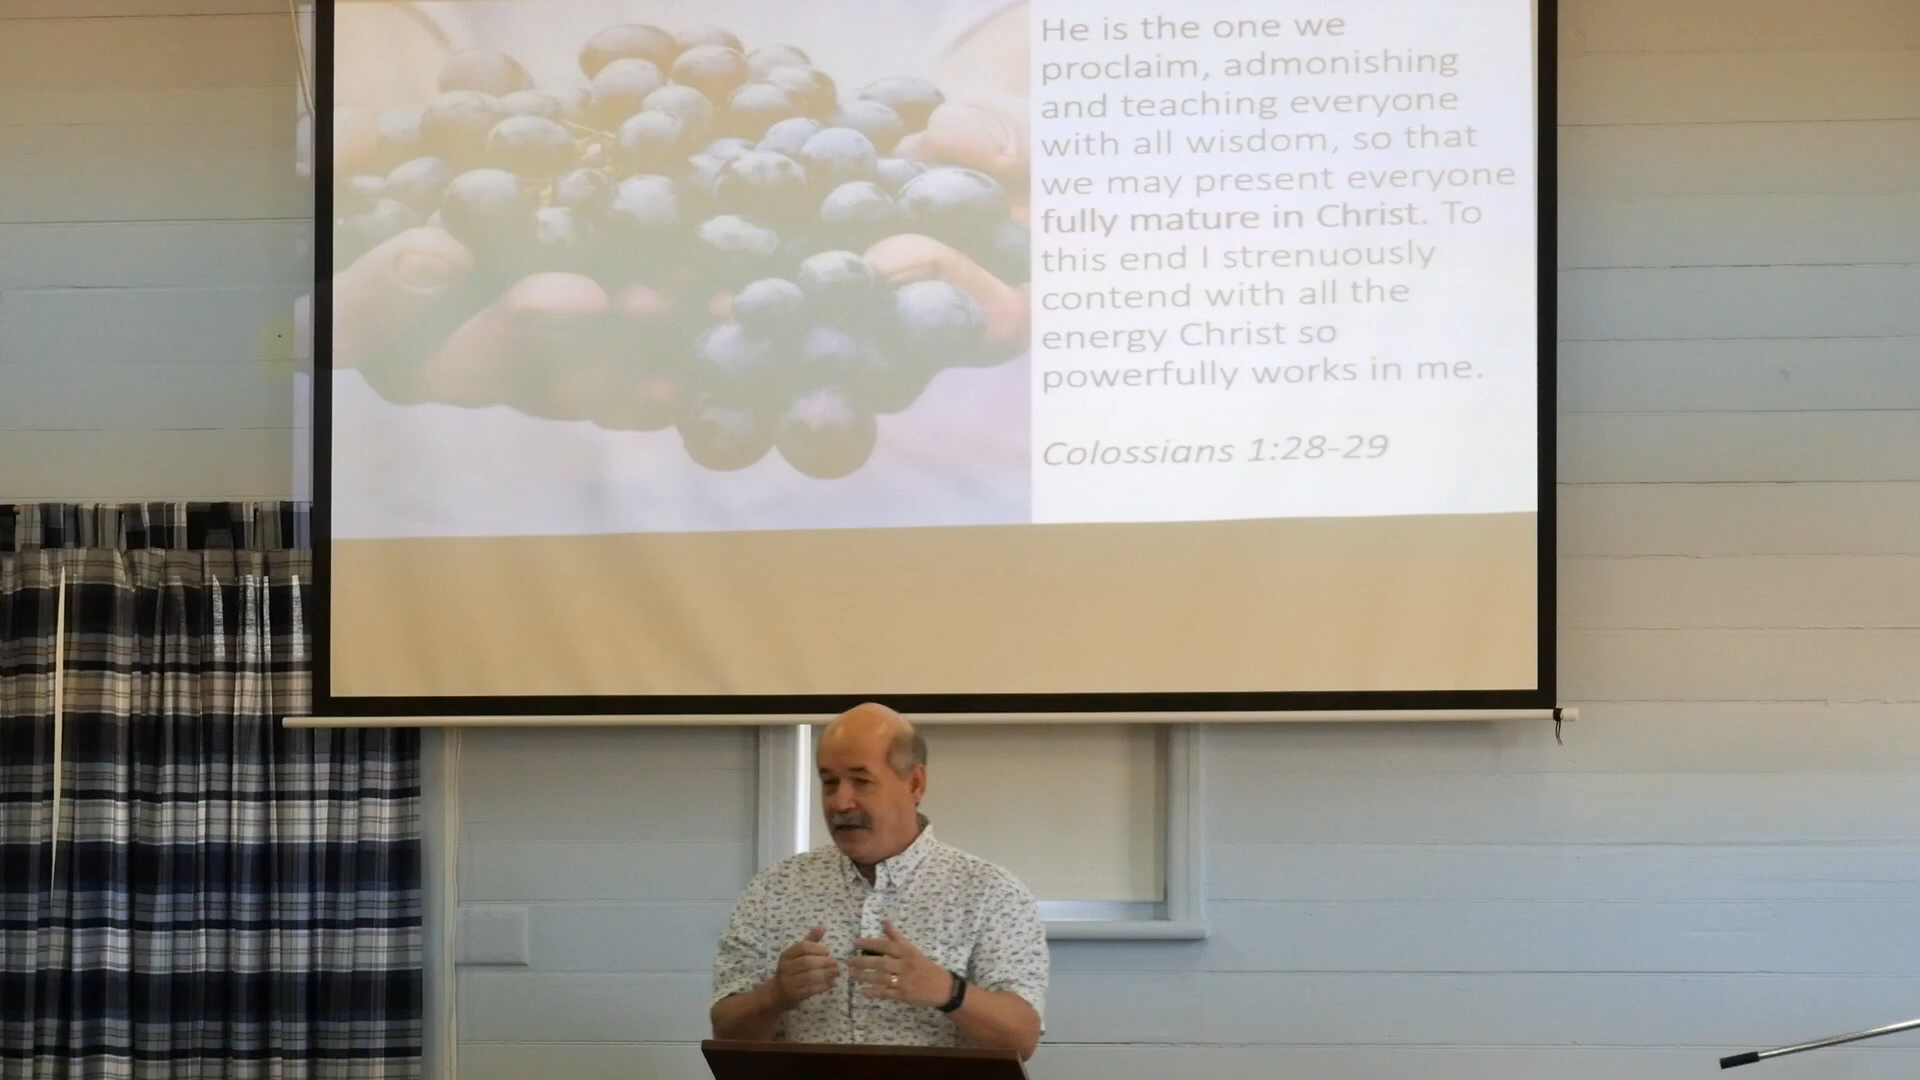 He is the one we
proclaim, admonishing
and teaching everyone
with all wisdom, so that
we may present everyone
fully mature in Christ. To
this end I strenuously
contend with all the
energy Christ so
powerfully works in me.
Colossians 1:28-29